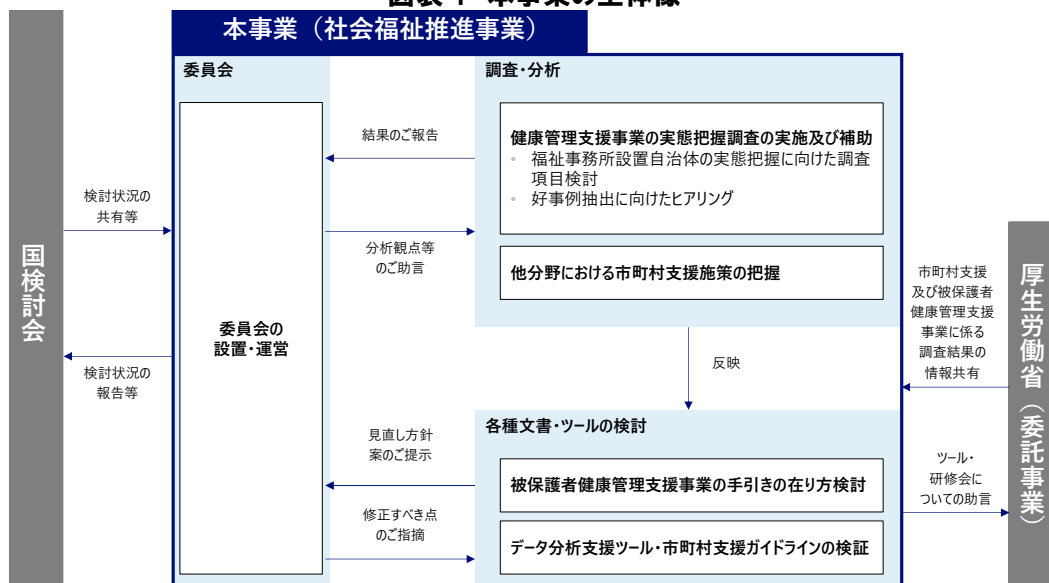 本事業（社会福祉推進事業）
国検討会
検討状況の
共有等
検討状況の
報告等
委員会
委員会の
設置・運営
結果のご報告
分析観点等
のご助言
見直し方針
案のご提示
修正すべき点
のご指摘
調査・分析
健康管理支援事業の実態把握調査の実施及び補助
• 福祉事務所設置自治体の実態把握に向けた調査
項目検討
• 好事例抽出に向けたヒアリング
他分野における市町村支援施策の把握
反映
各種文書・ツールの検討
被保護者健康管理支援事業の手引きの在り方検討
データ分析支援ツール・市町村支援ガイドラインの検証
市町村支援
及び被保護者
健康管理支援
事業に係る
調査結果の
情報共有
ツール・
研修会に
ついての助言
厚生労働省（委託事業）